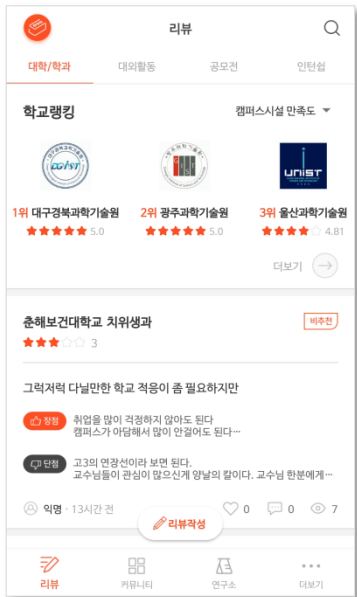 리뷰
대학/학과 대외활동 공모전 인턴쉽
학교랭킹 캠퍼스시설 만족도
DGIST
UNIST
1위 대구경북과학기술원 2위 광주과학기술원 3위 울산과학기술원
5.0 5.0 4.81
더보기
춘해보건대학교 치위생과 비추천
3
그럭저럭 다닐만한 학교 적응이 좀 필요하지만
장점 취업을 많이 걱정하지 않아도 된다
캠퍼스가 아담해서 많이 안걸어도 된다…
단점 고3의 연장선이라 보면 된다.
교수님들이 관심이 많으신게 양날의 칼이다. 교수님 한분에게…
익명 · 13시간 전 0 0 7
리뷰작성
리뷰 커뮤니티 연구소 더보기